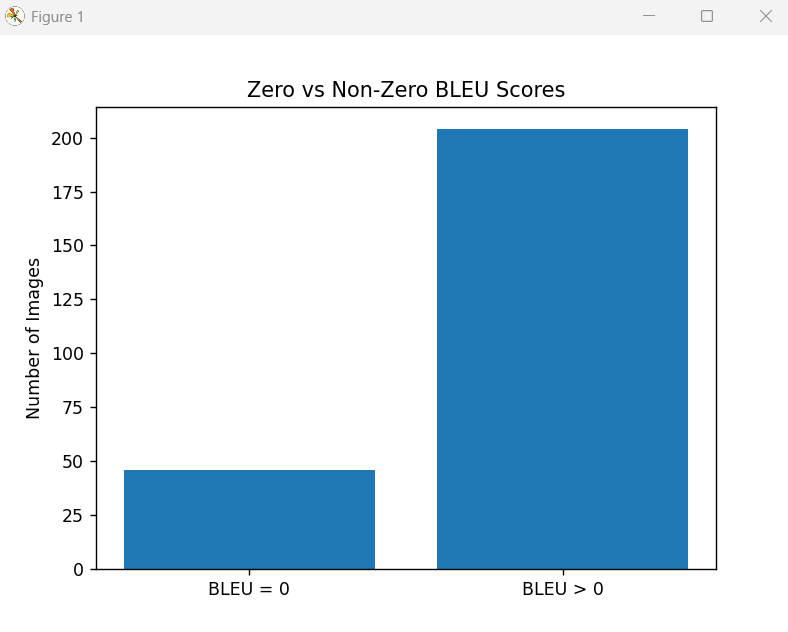 Figure 1
Zero vs Non-Zero BLEU Scores
Number of Images
200
175
150
125
100
75
50
25
0
BLEU = 0
BLEU > 0